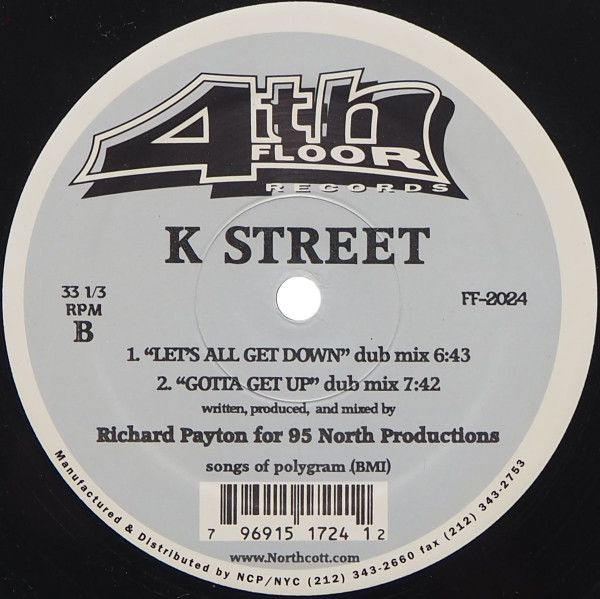 4th
FLOOR
RECORDS
K STREET
33 1/3
RPM
B
FF-2024
1. “LET'S ALL GET DOWN” dub mix 6:43
2. “GOTTA GET UP” dub mix 7:42
written, produced, and mixed by
Richard Payton for 95 North Productions
songs of polygram (BMI)
7 96915 1724 1 2
www.Northcott.com
Manufactured & Distributed by NCP/NYC (212) 343-2660 fax (212) 343-2753